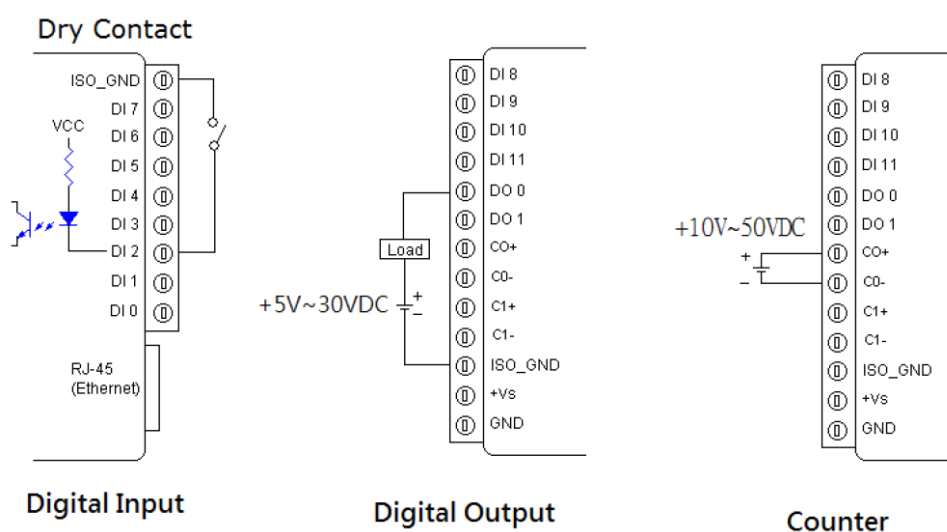 Dry Contact
ISO_GND
DI 7
DI 6
DI 5
DI 4
DI 3
DI 2
DI 1
DI 0
VCC
RJ-45
(Ethernet)
Digital Input
DI 8
DI 9
DI 10
DI 11
DO 0
DO 1
CO+
C0-
C1+
C1-
ISO_GND
+Vs
GND
Load
+5V~30VDC
+
−
Digital Output
DI 8
DI 9
DI 10
DI 11
DO 0
DO 1
CO+
C0-
C1+
C1-
ISO_GND
+Vs
GND
+10V~50VDC
+
−
Counter